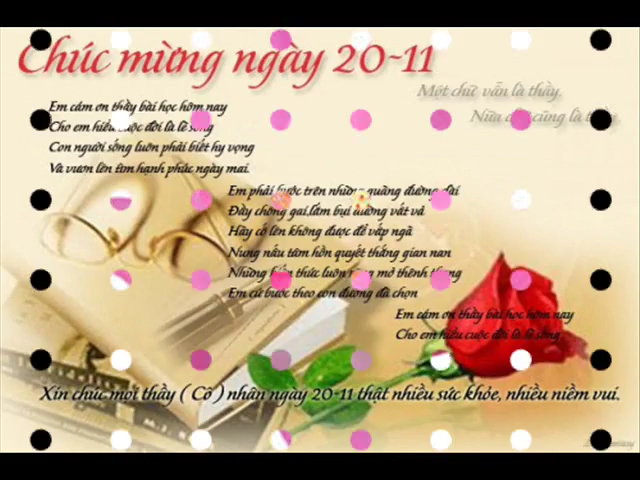 Chúc mừng ngày 20-11
Một chữ vẫn là thầy.
Nửa cũng là
Em cám ơn thầy bài học hôm nay
Cho em hiểu cuộc đời là lẽ sống
Con người sống luôn phải biết hy vọng
Và vươn lên tìm hạnh phúc ngày mai.
Em phải bước trên những quãng đường dài
Đầy chông gai,lắm bụi đường vất vả
Hãy cố lên không được để vấp ngã
Nung nấu tâm hồn quyết thắng gian nan
Những kiến thức luôn mở thênh thang
Em cứ bước theo con đường đã chọn
Em cám ơn thầy bài học hôm nay
Cho em hiểu cuộc đời là lẽ sống
Xin chúc mọi thầy ( Cô ) nhân ngày 20-11 thật nhiều sức khỏe, nhiều niềm vui.